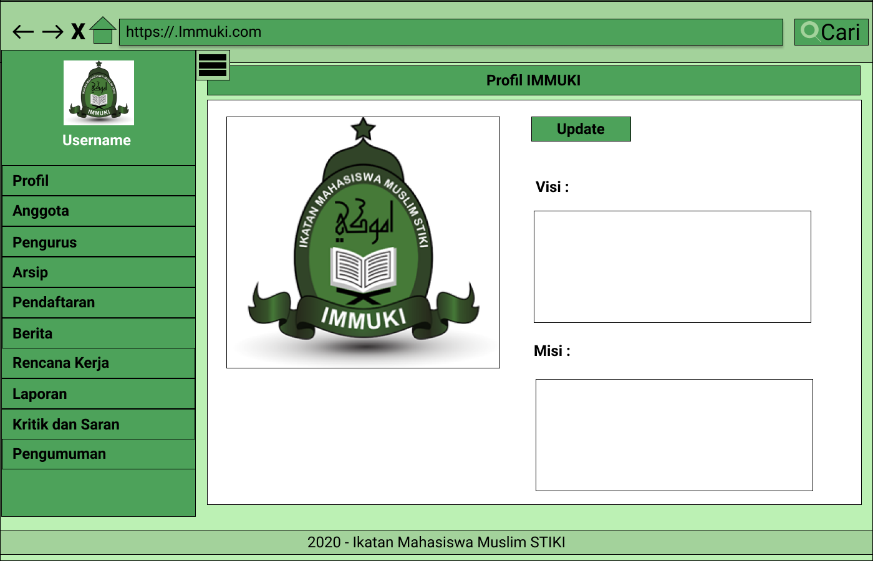 X
https://.Immuki.com
Cari
IMMUKI
Username
Profil
Anggota
Pengurus
Arsip
Pendaftaran
Berita
Rencana Kerja
Laporan
Kritik dan Saran
Pengumuman
Profil IMMUKI
IKATAN MAHASISWA MUSLIM STIKI
IMMUKI
Update
Visi :
Misi :
2020 - Ikatan Mahasiswa Muslim STIKI